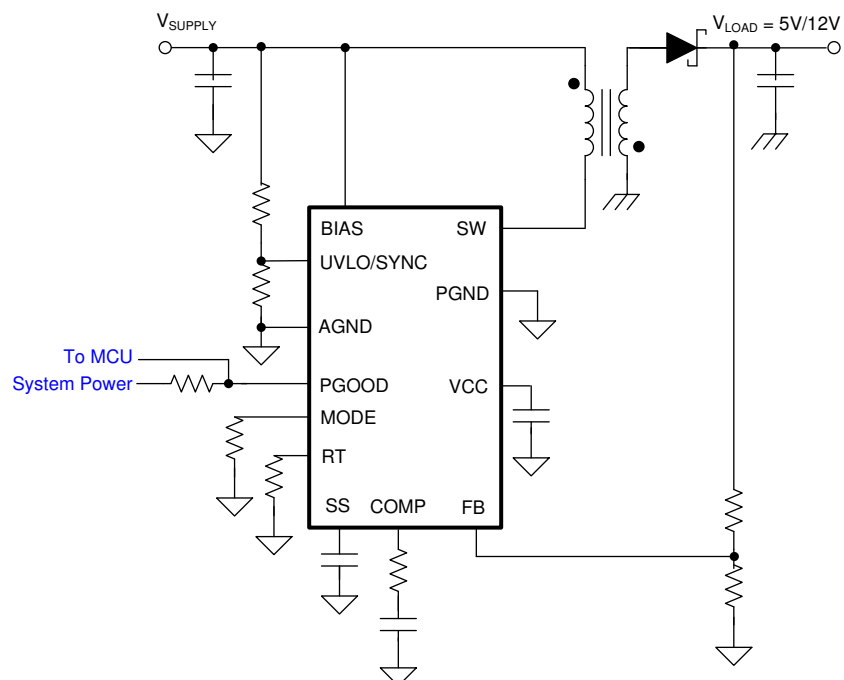 VSUPPLY
VLOAD = 5V/12V
BIAS
SW
UVLO/SYNC
PGND
AGND
To MCU
System Power
PGOOD
VCC
MODE
RT
SS
COMP
FB